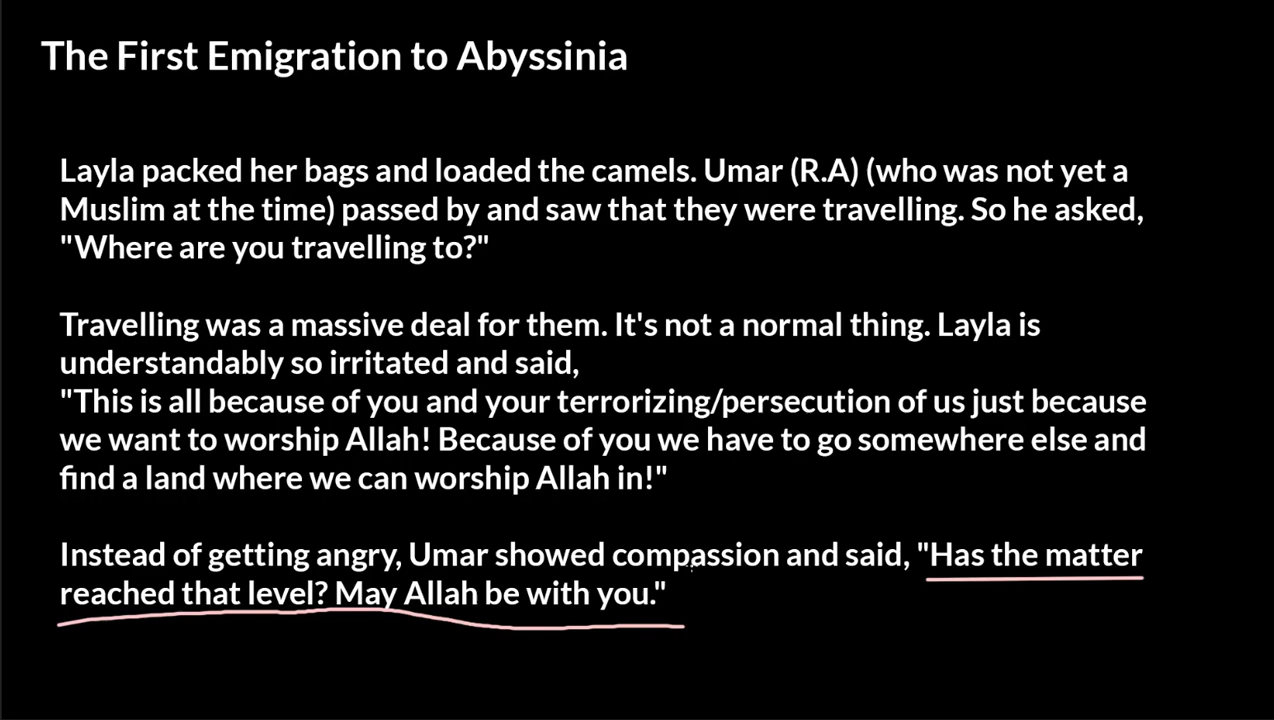 The First Emigration to Abyssinia
Layla packed her bags and loaded the camels. Umar (R.A) (who was not yet a
Muslim at the time) passed by and saw that they were travelling. So he asked,
"Where are you travelling to?"
Travelling was a massive deal for them. It's not a normal thing. Layla is
understandably so irritated and said,
"This is all because of you and your terrorizing/persecution of us just because
we want to worship Allah! Because of you we have to go somewhere else and
find a land where we can worship Allah in!"
Instead of getting angry, Umar showed compassion and said, "Has the matter
reached that level? May Allah be with you."